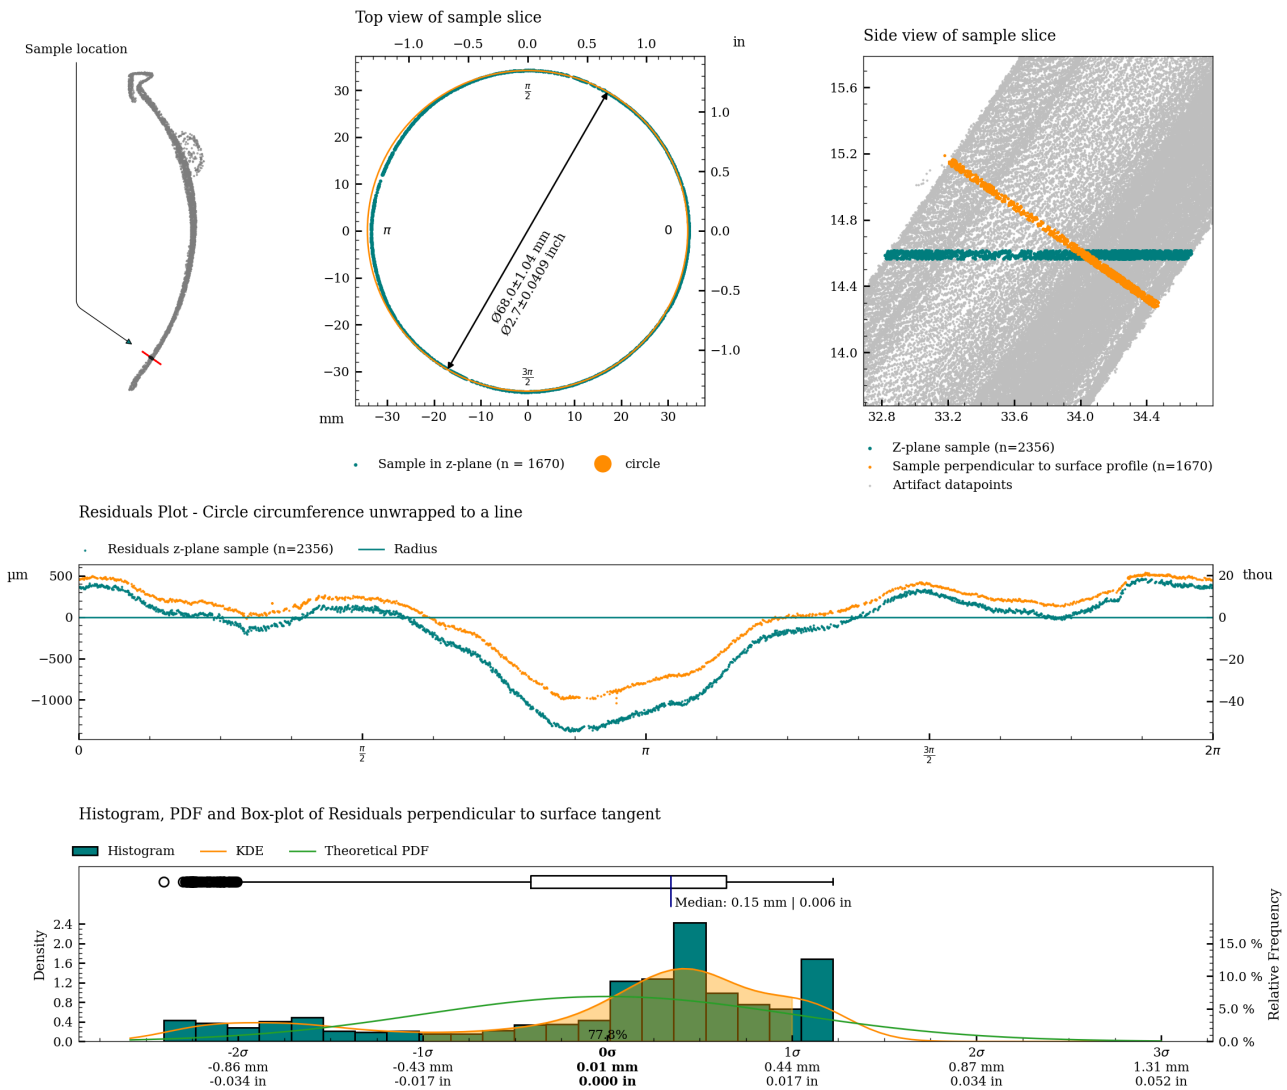 Sample location
Top view of sample slice
−1.0 −0.5 0.0 0.5 1.0 in
30
20
10
0
−10
−20
−30
mm
−30 −20 −10 0 10 20 30
1.0
0.5
0.0
−0.5
−1.0
π/2
π
0
3π/2
Ø68.0±1.04 mm
Ø2.7±0.0409 inch
Sample in z-plane (n = 1670) circle
Side view of sample slice
15.6
15.2
14.8
14.4
14.0
32.8 33.2 33.6 34.0 34.4
Z-plane sample (n=2356)
Sample perpendicular to surface profile (n=1670)
Artifact datapoints
Residuals Plot - Circle circumference unwrapped to a line
Residuals z-plane sample (n=2356) Radius
µm
500
0
−500
−1000
20 thou
0
−20
−40
0 π/2 π 3π/2 2π
Histogram, PDF and Box-plot of Residuals perpendicular to surface tangent
Histogram KDE Theoretical PDF
Median: 0.15 mm | 0.006 in
Density
2.4
2.0
1.6
1.2
0.8
0.4
0.0
Relative Frequency
15.0 %
10.0 %
5.0 %
0.0 %
77.8%
-2σ -1σ 0σ 1σ 2σ 3σ
-0.86 mm -0.43 mm 0.01 mm 0.44 mm 0.87 mm 1.31 mm
-0.034 in -0.017 in 0.000 in 0.017 in 0.034 in 0.052 in